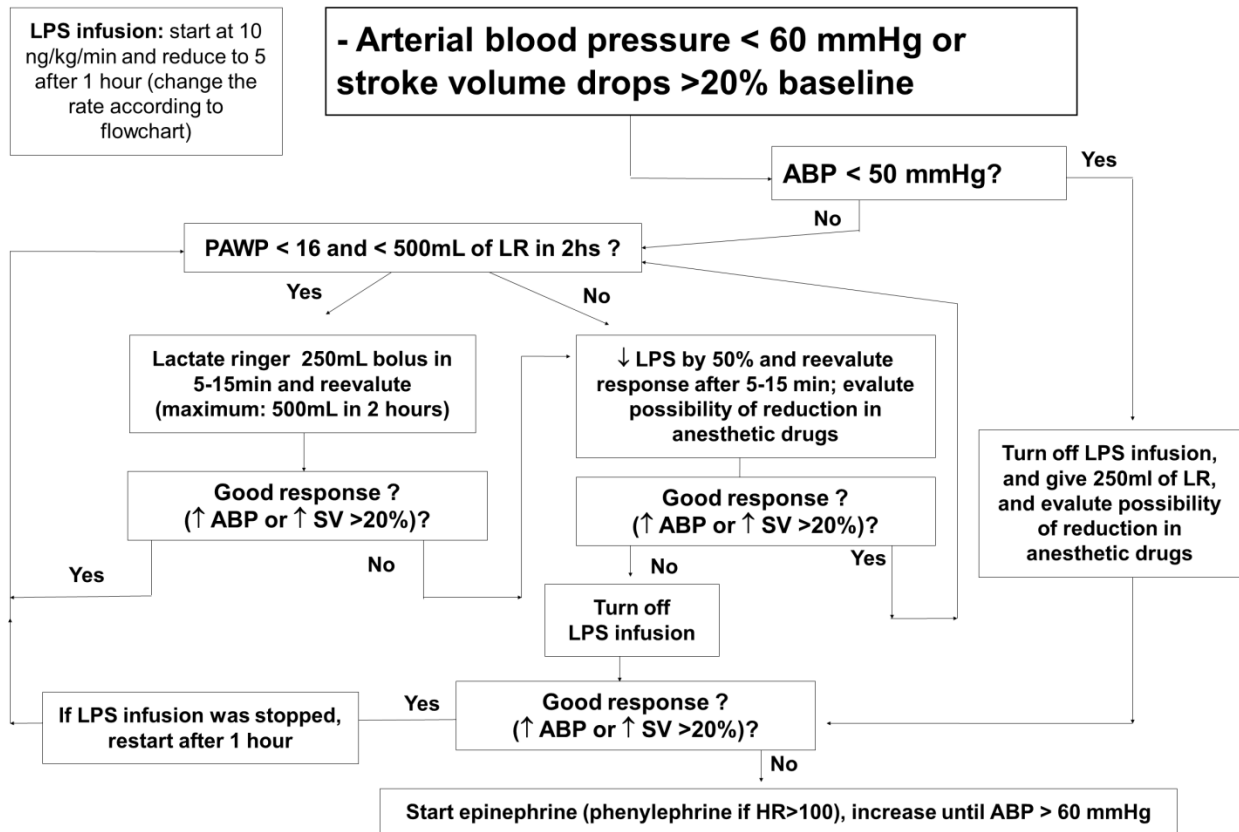 LPS infusion: start at 10
ng/kg/min and reduce to 5
after 1 hour (change the
rate according to
flowchart)
- Arterial blood pressure < 60 mmHg or
stroke volume drops >20% baseline
ABP < 50 mmHg?
Yes
No
PAWP < 16 and < 500mL of LR in 2hs ?
Yes
No
Lactate ringer 250mL bolus in
5-15min and reevalute
(maximum: 500mL in 2 hours)
↓ LPS by 50% and reevalute
response after 5-15 min; evalute
possibility of reduction in
anesthetic drugs
Turn off LPS infusion,
and give 250ml of LR,
and evalute possibility
of reduction in
anesthetic drugs
Good response ?
(↑ ABP or ↑ SV >20%)?
Good response ?
(↑ ABP or ↑ SV >20%)?
Yes
No
No
Yes
Turn off
LPS infusion
If LPS infusion was stopped,
restart after 1 hour
Yes
Good response ?
(↑ ABP or ↑ SV >20%)?
No
Start epinephrine (phenylephrine if HR>100), increase until ABP > 60 mmHg